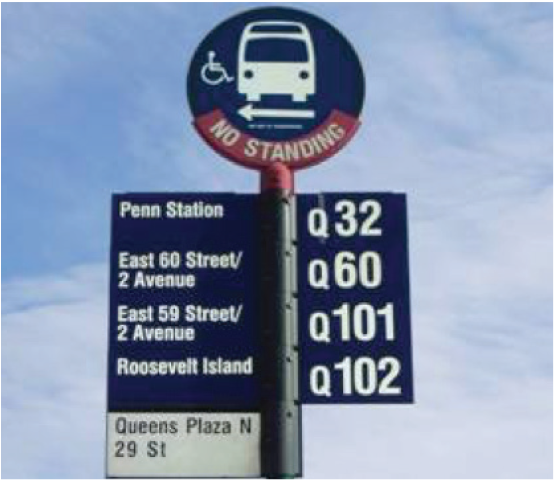 NO STANDING
Penn Station
Q32
East 60 Street/
2 Avenue
Q60
East 59 Street/
2 Avenue
Q101
Roosevelt Island
Q102
Queens Plaza N
29 St